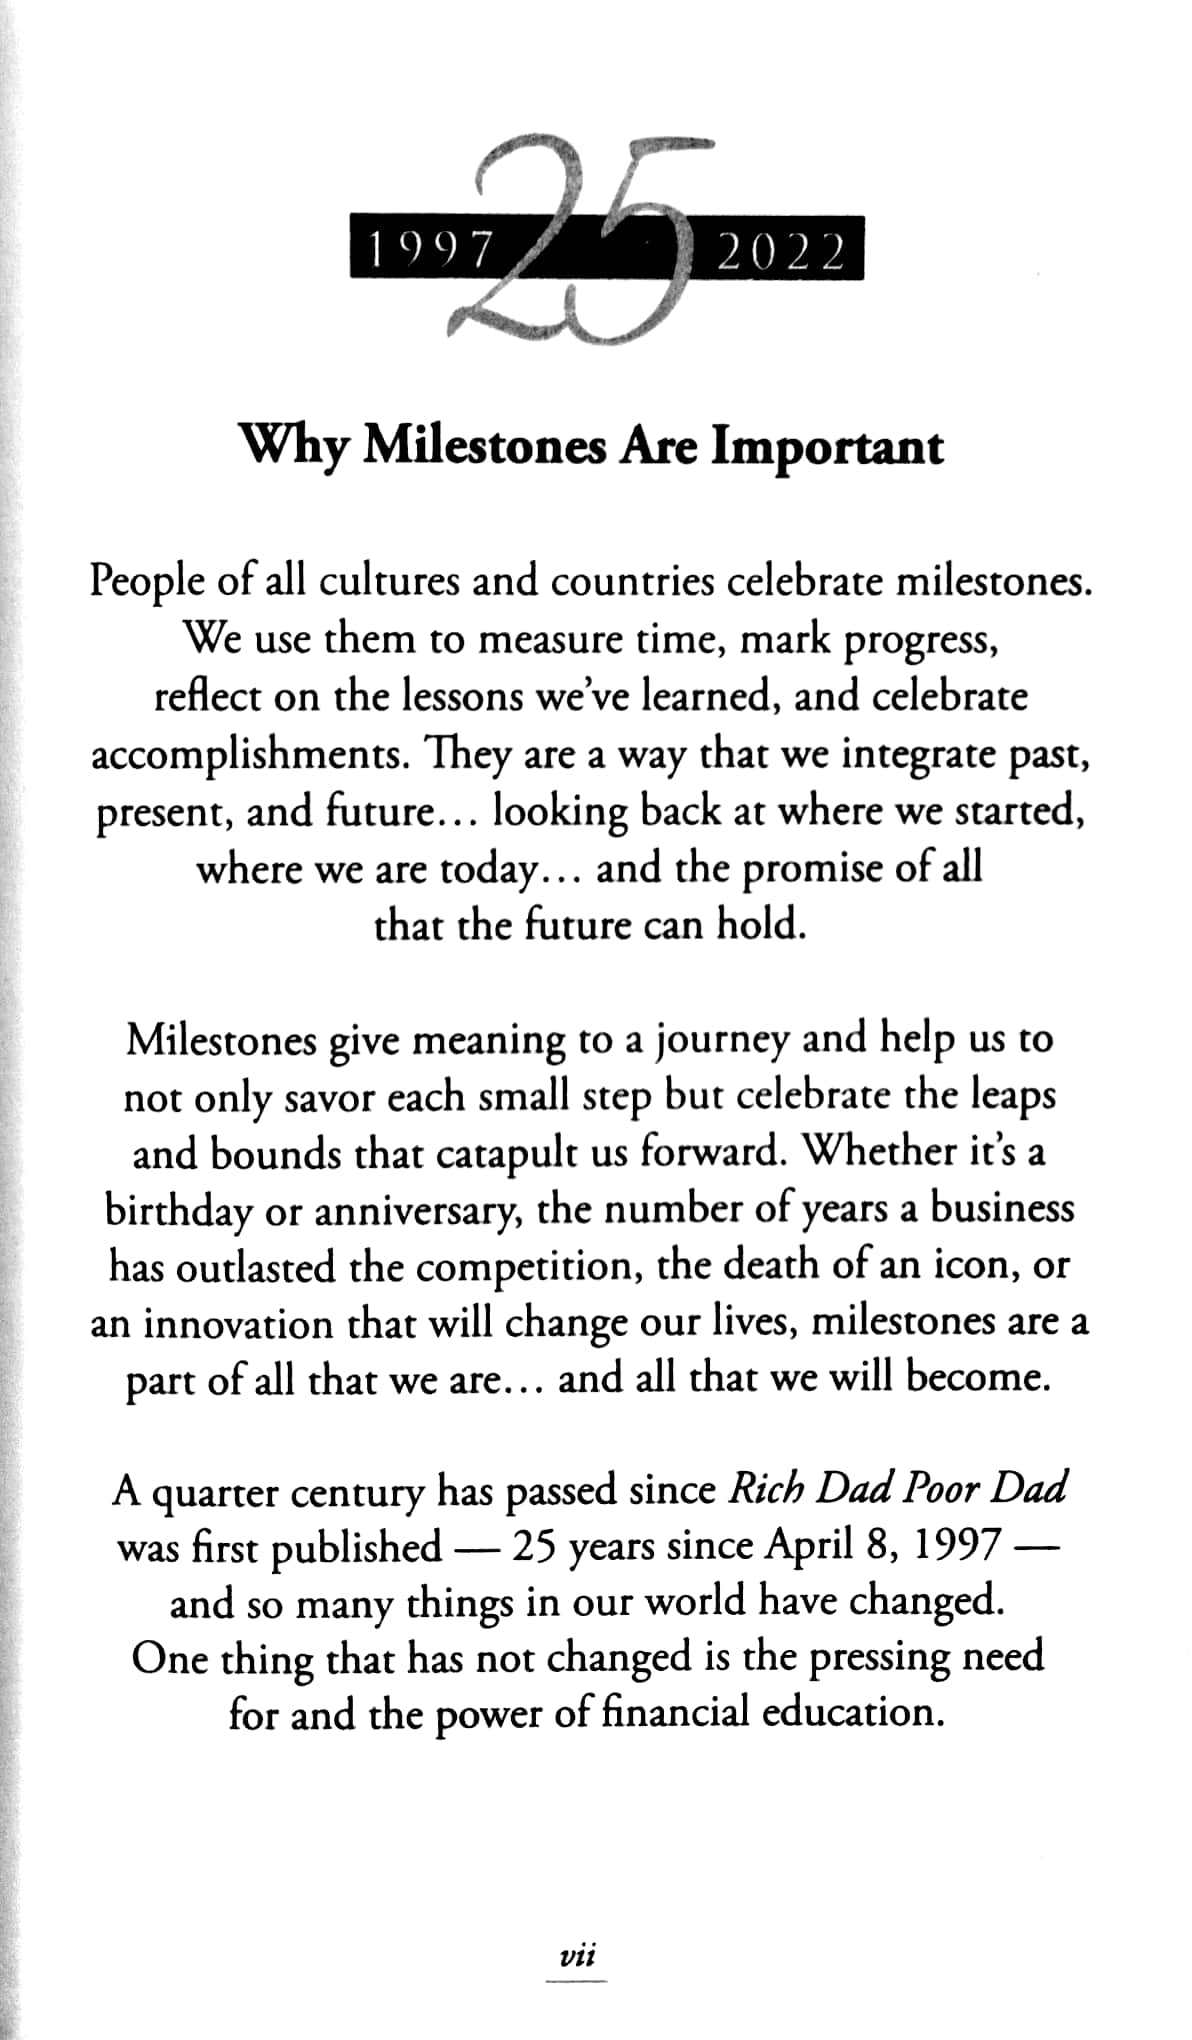 1997 25 2022
Why Milestones Are Important
People of all cultures and countries celebrate milestones.
We use them to measure time, mark progress,
reflect on the lessons we’ve learned, and celebrate
accomplishments. They are a way that we integrate past,
present, and future... looking back at where we started,
where we are today... and the promise of all
that the future can hold.
Milestones give meaning to a journey and help us to
not only savor each small step but celebrate the leaps
and bounds that catapult us forward. Whether it’s a
birthday or anniversary, the number of years a business
has outlasted the competition, the death of an icon, or
an innovation that will change our lives, milestones are a
part of all that we are... and all that we will become.
A quarter century has passed since Rich Dad Poor Dad
was first published — 25 years since April 8, 1997 —
and so many things in our world have changed.
One thing that has not changed is the pressing need
for and the power of financial education.
vii